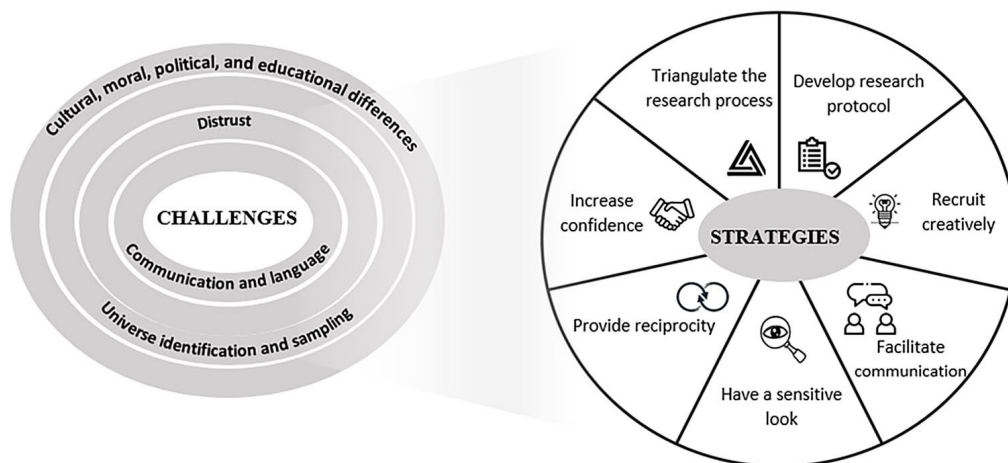 Cultural, moral, political, and educational differences
Distrust
CHALLENGES
Communication and language
Universe identification and sampling
Triangulate the
research process
Develop research
protocol
Increase
confidence
Recruit
creatively
STRATEGIES
Provide reciprocity
Facilitate
communication
Have a sensitive
look